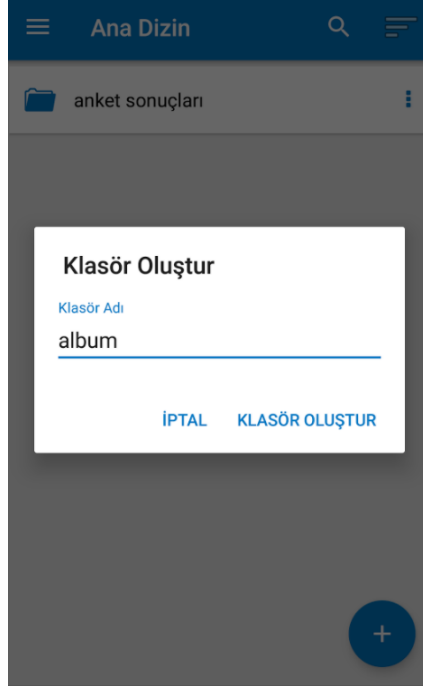 Ana Dizin
anket sonuçları
Klasör Oluştur
Klasör Adı
album
İPTAL KLASÖR OLUŞTUR